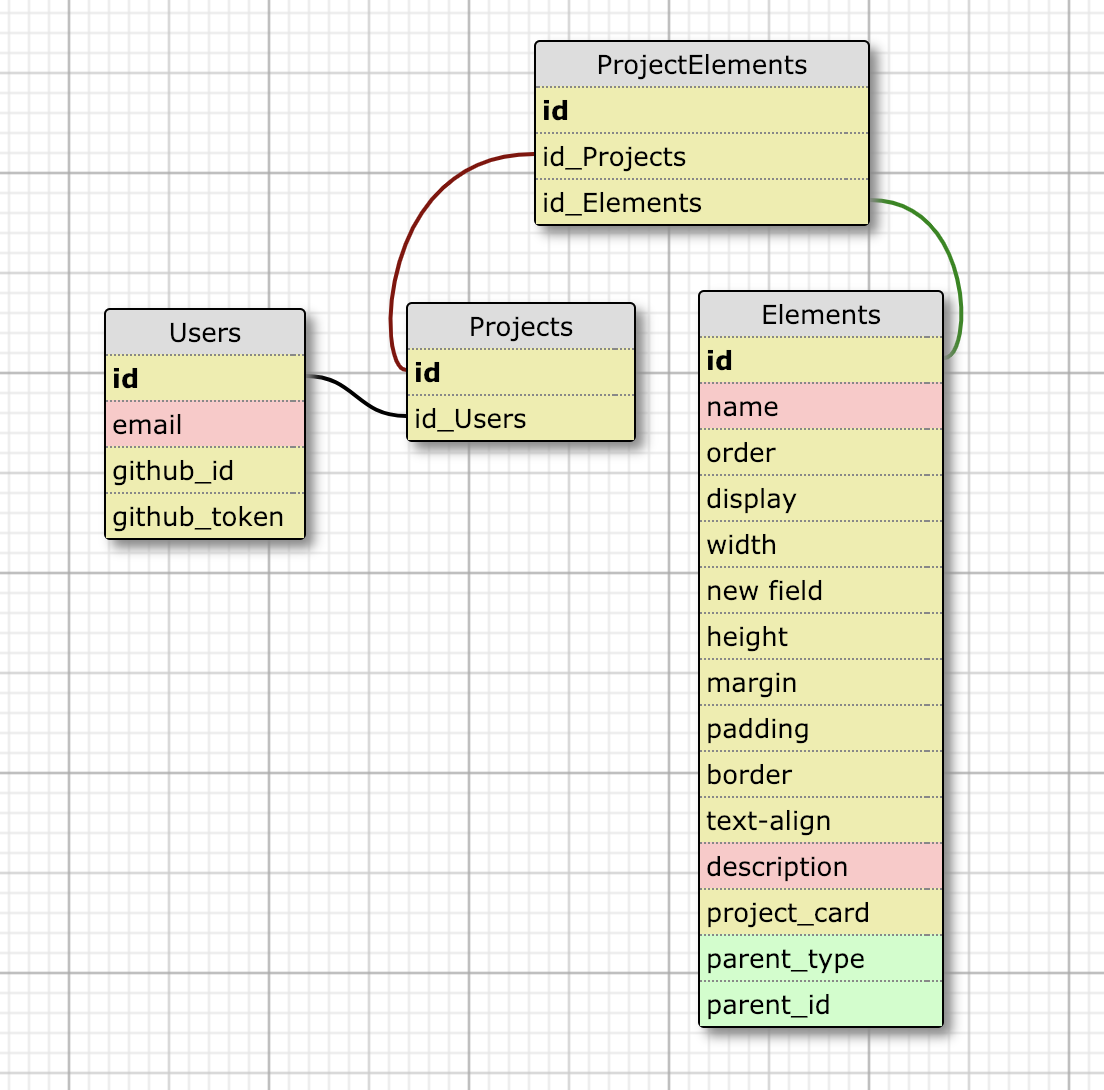 ProjectElements
id
id_Projects
id_Elements
Users
id
email
github_id
github_token
Projects
id
id_Users
Elements
id
name
order
display
width
new field
height
margin
padding
border
text-align
description
project_card
parent_type
parent_id